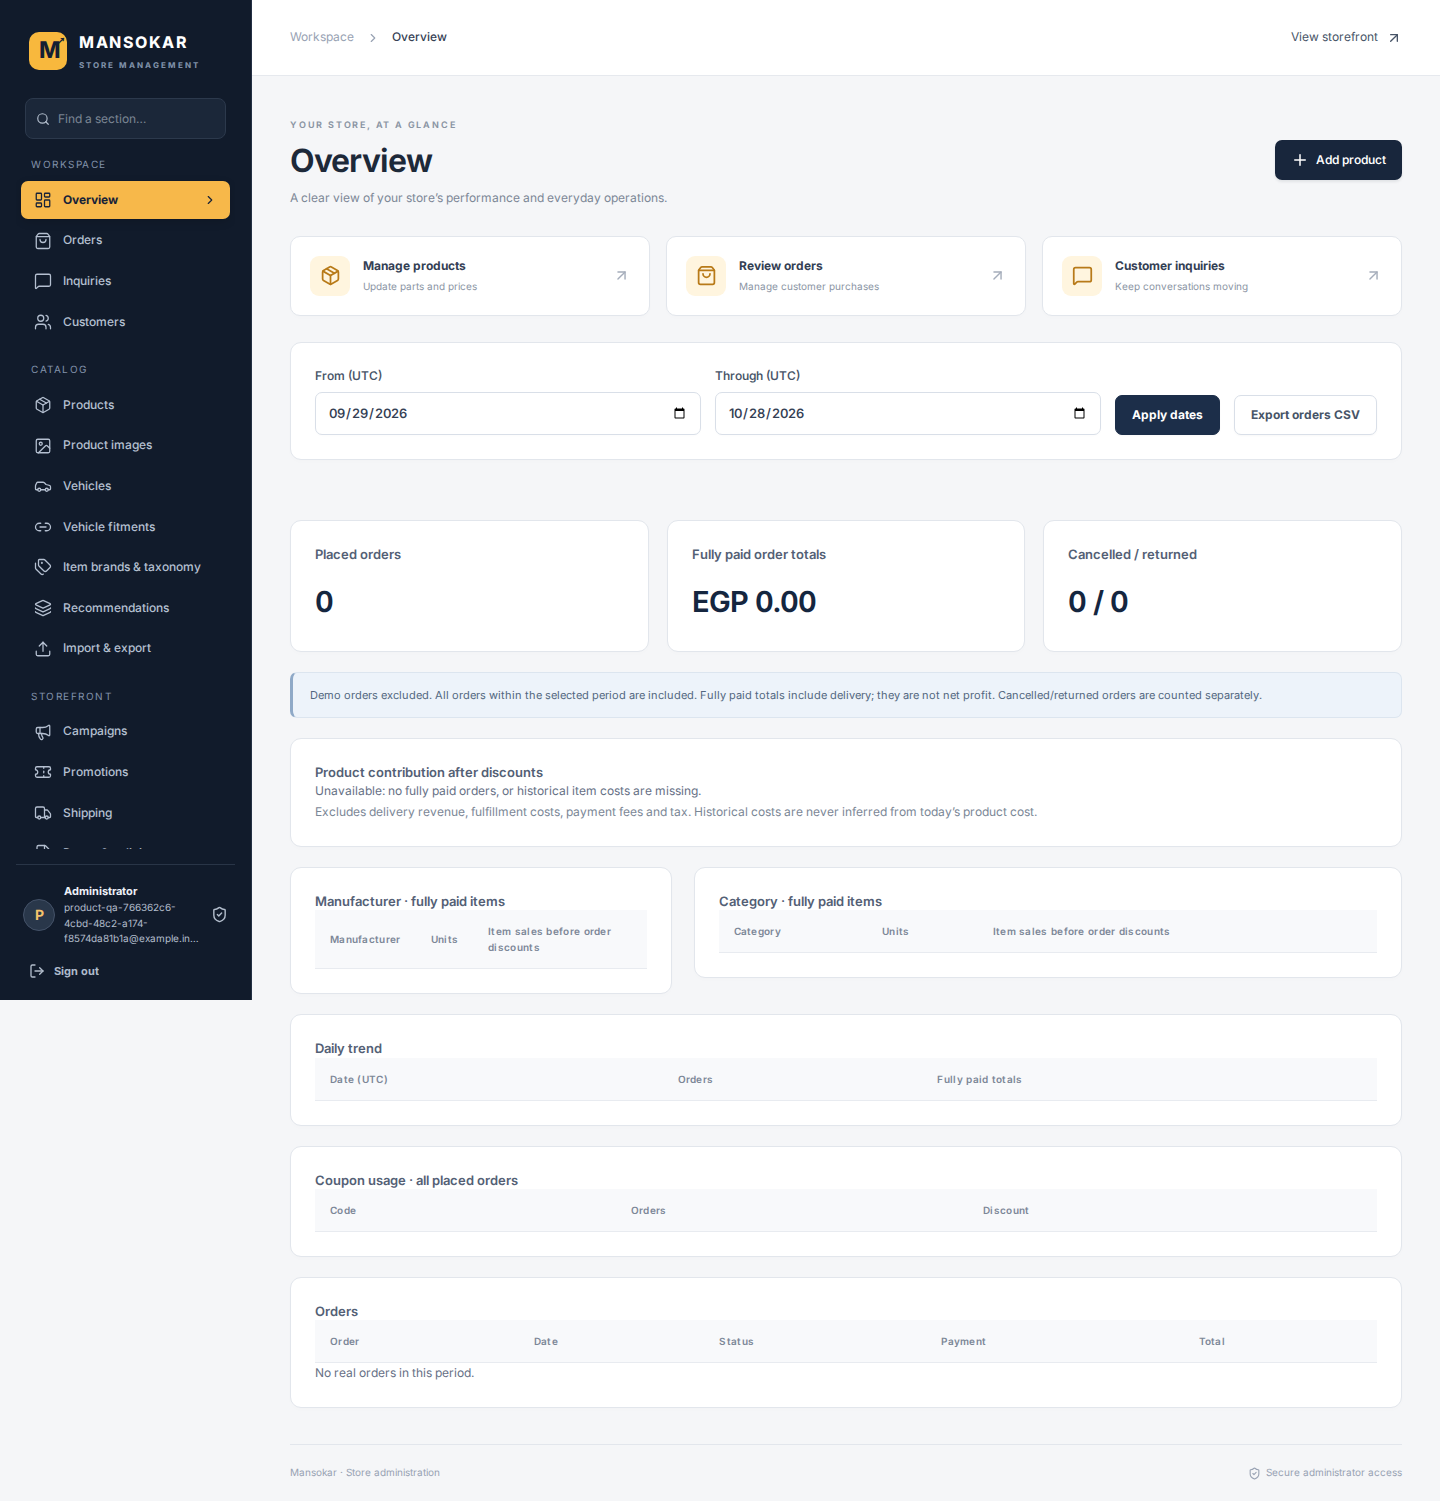 MANSOKAR
STORE MANAGEMENT
Find a section...
WORKSPACE
Overview
Orders
Inquiries
Customers
CATALOG
Products
Product images
Vehicles
Vehicle fitments
Item brands & taxonomy
Recommendations
Import & export
STOREFRONT
Campaigns
Promotions
Shipping
Administrator
product-qa-766362c6-
4cbd-48c2-a174-
f8574da81b1a@example.in...
Sign out
Workspace > Overview
View storefront
YOUR STORE, AT A GLANCE
Overview
A clear view of your store's performance and everyday operations.
Add product
Manage products
Update parts and prices
Review orders
Manage customer purchases
Customer inquiries
Keep conversations moving
From (UTC)
09/29/2026
Through (UTC)
10/28/2026
Apply dates
Export orders CSV
Placed orders
0
Fully paid order totals
EGP 0.00
Cancelled / returned
0 / 0
Demo orders excluded. All orders within the selected period are included. Fully paid totals include delivery; they are not net profit. Cancelled/returned orders are counted separately.
Product contribution after discounts
Unavailable: no fully paid orders, or historical item costs are missing.
Excludes delivery revenue, fulfillment costs, payment fees and tax. Historical costs are never inferred from today's product cost.
Manufacturer · fully paid items
Manufacturer Units Item sales before order discounts
Category · fully paid items
Category Units Item sales before order discounts
Daily trend
Date (UTC) Orders Fully paid totals
Coupon usage · all placed orders
Code Orders Discount
Orders
Order Date Status Payment Total
No real orders in this period.
Mansokar · Store administration
Secure administrator access